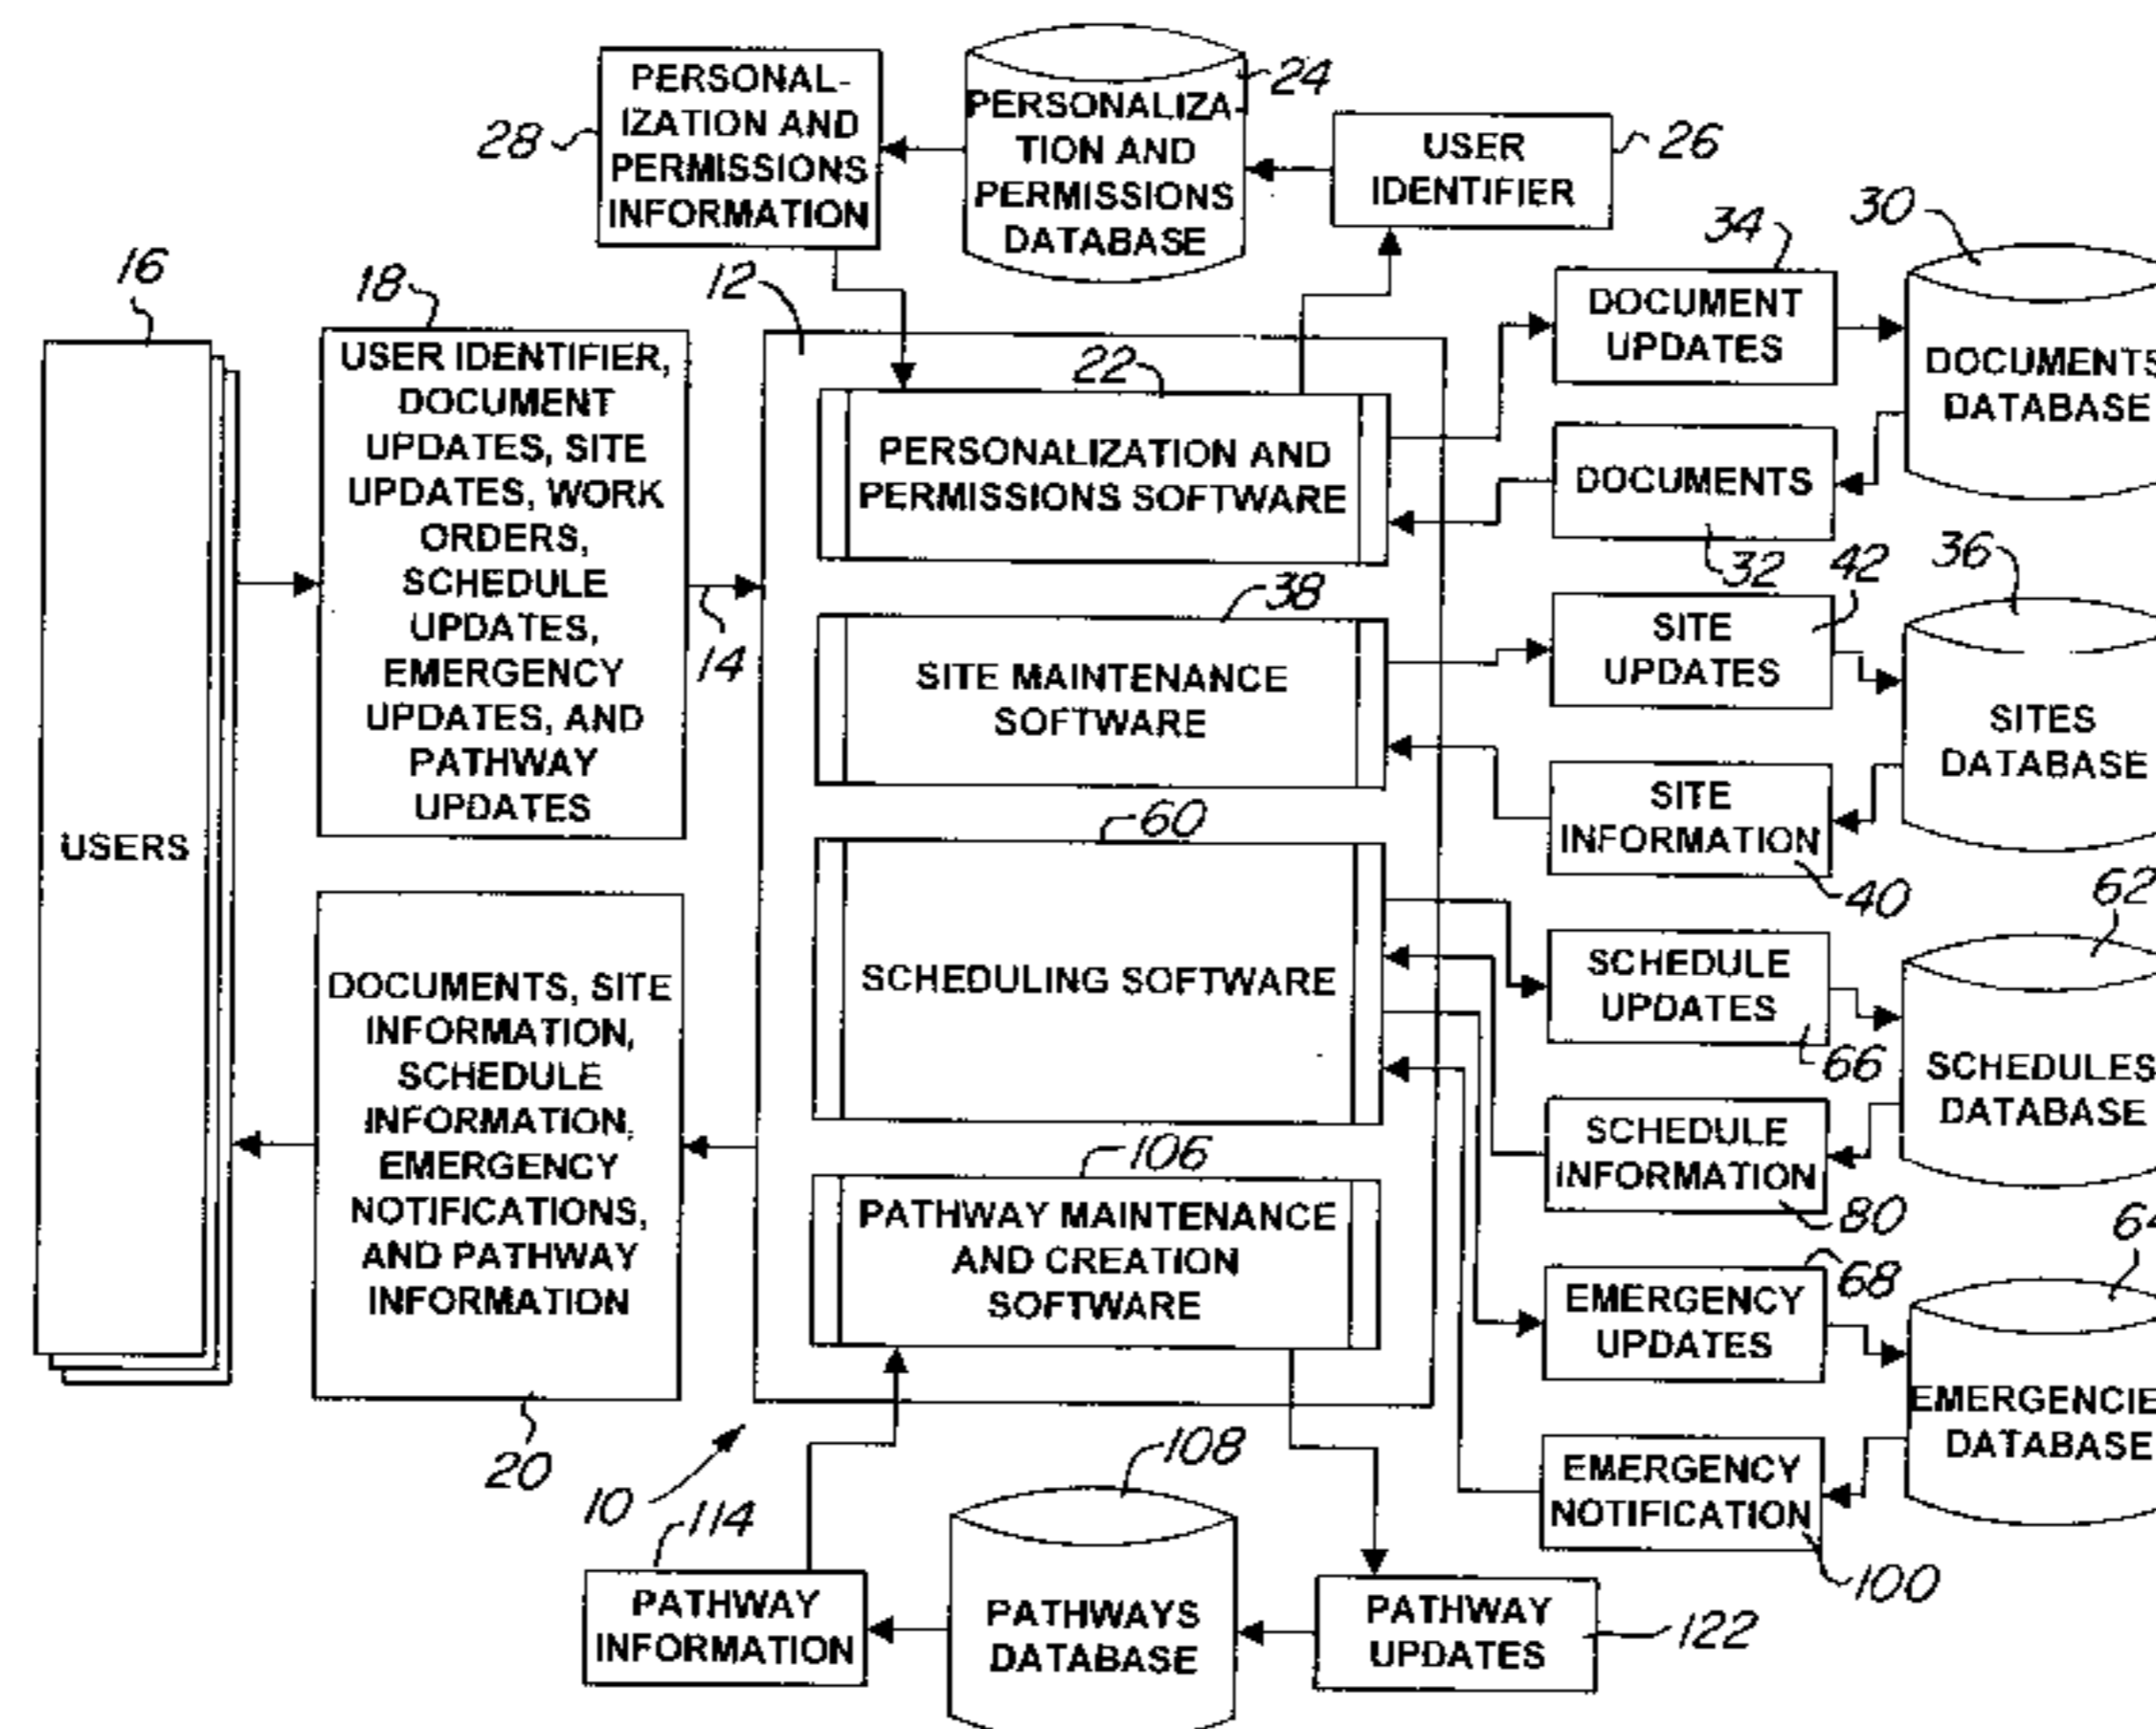 PERSONAL-
IZATION AND
PERMISSIONS
INFORMATION
28
PERSONALIZA-
TION AND
PERMISSIONS
DATABASE
24
USER
IDENTIFIER
26
16
USERS
18
USER IDENTIFIER,
DOCUMENT
UPDATES, SITE
UPDATES, WORK
ORDERS,
SCHEDULE
UPDATES,
EMERGENCY
UPDATES, AND
PATHWAY
UPDATES
14
DOCUMENTS, SITE
INFORMATION,
SCHEDULE
INFORMATION,
EMERGENCY
NOTIFICATIONS,
AND PATHWAY
INFORMATION
20
12
22
PERSONALIZATION AND
PERMISSIONS SOFTWARE
38
SITE MAINTENANCE
SOFTWARE
60
SCHEDULING SOFTWARE
106
PATHWAY MAINTENANCE
AND CREATION
SOFTWARE
10
34
DOCUMENT
UPDATES
30
DOCUMENTS
DATABASE
DOCUMENTS
32
42
SITE
UPDATES
36
SITES
DATABASE
SITE
INFORMATION
40
62
SCHEDULE
UPDATES
66
SCHEDULES
DATABASE
SCHEDULE
INFORMATION
80
64
68
EMERGENCY
UPDATES
EMERGENCIE
DATABASE
EMERGENCY
NOTIFICATION
100
114
PATHWAY
INFORMATION
108
PATHWAYS
DATABASE
PATHWAY
UPDATES
122